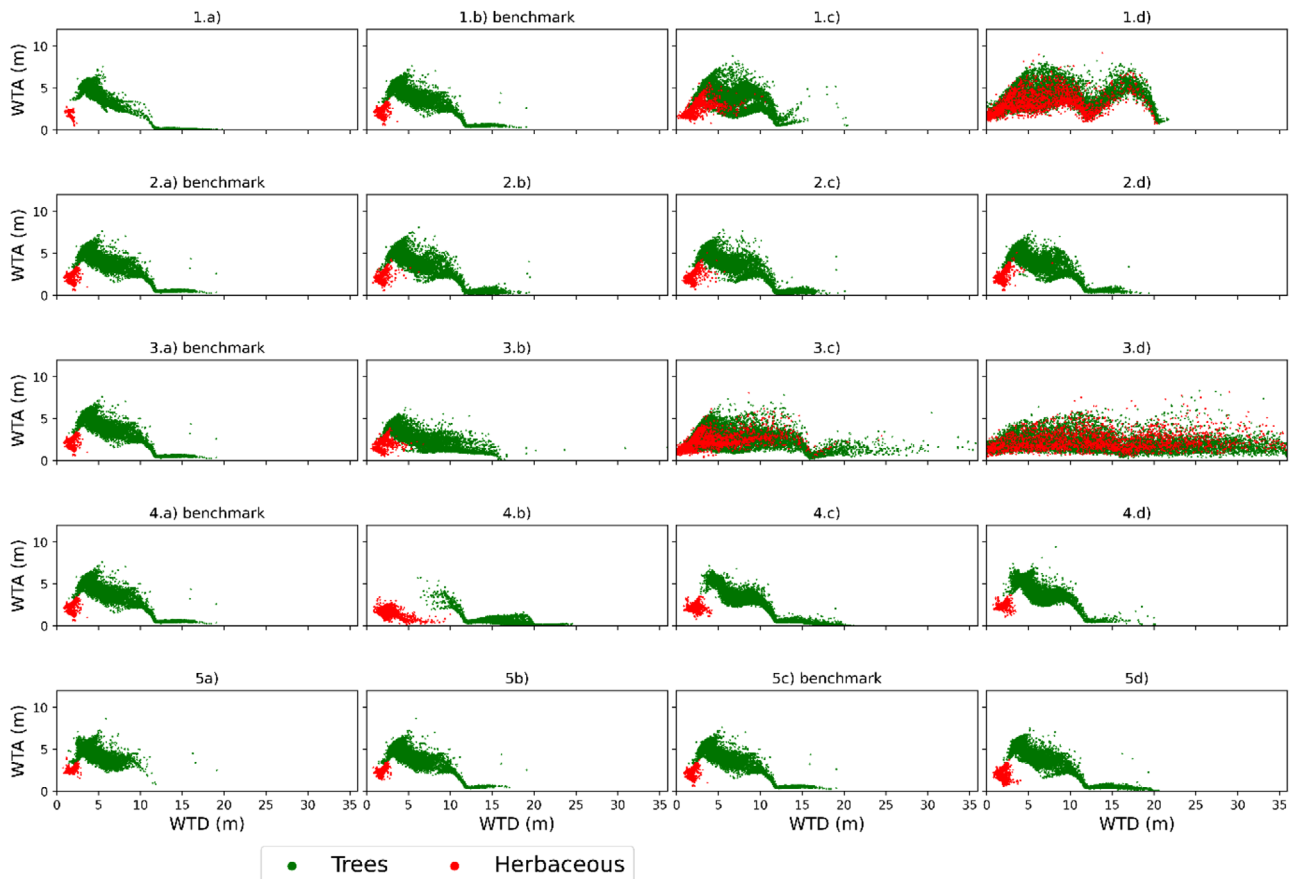 1.a) 1.b) benchmark 1.c) 1.d)
WTA (m)
10
5
0
2.a) benchmark 2.b) 2.c) 2.d)
WTA (m)
10
5
0
3.a) benchmark 3.b) 3.c) 3.d)
WTA (m)
10
5
0
4.a) benchmark 4.b) 4.c) 4.d)
WTA (m)
10
5
0
5a) 5b) 5c) benchmark 5d)
WTA (m)
10
5
0
0 5 10 15 20 25 30 35 0 5 10 15 20 25 30 35 0 5 10 15 20 25 30 35 0 5 10 15 20 25 30 35
WTD (m) WTD (m) WTD (m) WTD (m)
Trees Herbaceous